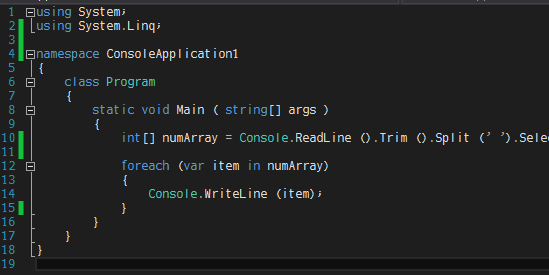 1 using System;
2 using System.Linq;
3
4 namespace ConsoleApplication1
5 {
6 class Program
7 {
8 static void Main ( string[] args )
9 {
10 int[] numArray = Console.ReadLine ().Trim ().Split (' ').Selec
11
12 foreach (var item in numArray)
13 {
14 Console.WriteLine (item);
15 }
16 }
17 }
18 }
19